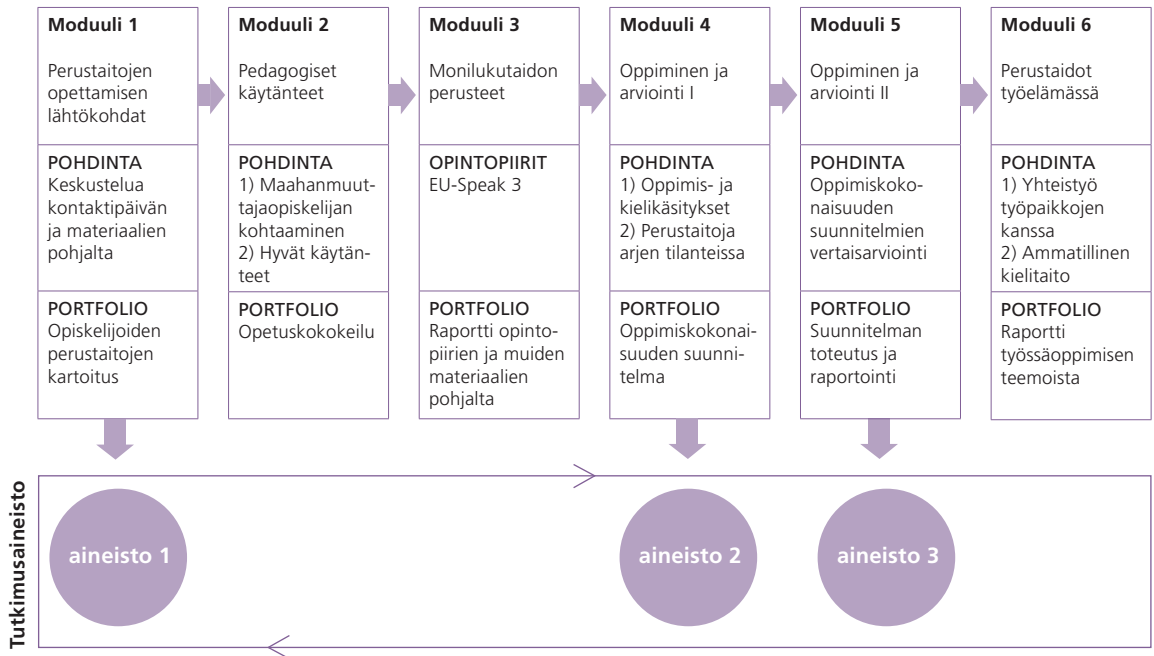 Moduuli 1
Perustaitojen
opettamisen
lähtökohdat
POHDINTA
Keskustelua
kontaktipäivän
ja materiaalien
pohjalta
PORTFOLIO
Opiskelijoiden
perustaitojen
kartoitus
Moduuli 2
Pedagogiset
käytänteet
POHDINTA
1) Maahanmuut-
tajaopiskelijan
kohtaaminen
2) Hyvät käytän-
teet
PORTFOLIO
Opetuskokokeilu
Moduuli 3
Monilukutaidon
perusteet
OPINTOPIIRIT
EU-Speak 3
PORTFOLIO
Raportti opinto-
piirien ja muiden
materiaalien
pohjalta
Moduuli 4
Oppiminen ja
arviointi I
POHDINTA
1) Oppimis- ja
kielikäsitykset
2) Perustaitoja
arjen tilanteissa
PORTFOLIO
Oppimiskokonai-
suuden suunni-
telma
Moduuli 5
Oppiminen ja
arviointi II
POHDINTA
Oppimiskoko-
naisuuden
suunnitelmien
vertaisarviointi
PORTFOLIO
Suunnitelman
toteutus ja
raportointi
Moduuli 6
Perustaidot
työelämässä
POHDINTA
1) Yhteistyö
työpaikkojen
kanssa
2) Ammatillinen
kielitaito
PORTFOLIO
Raportti
työssäoppimisen
teemoista
Tutkimusaineisto
aineisto 1
aineisto 2
aineisto 3